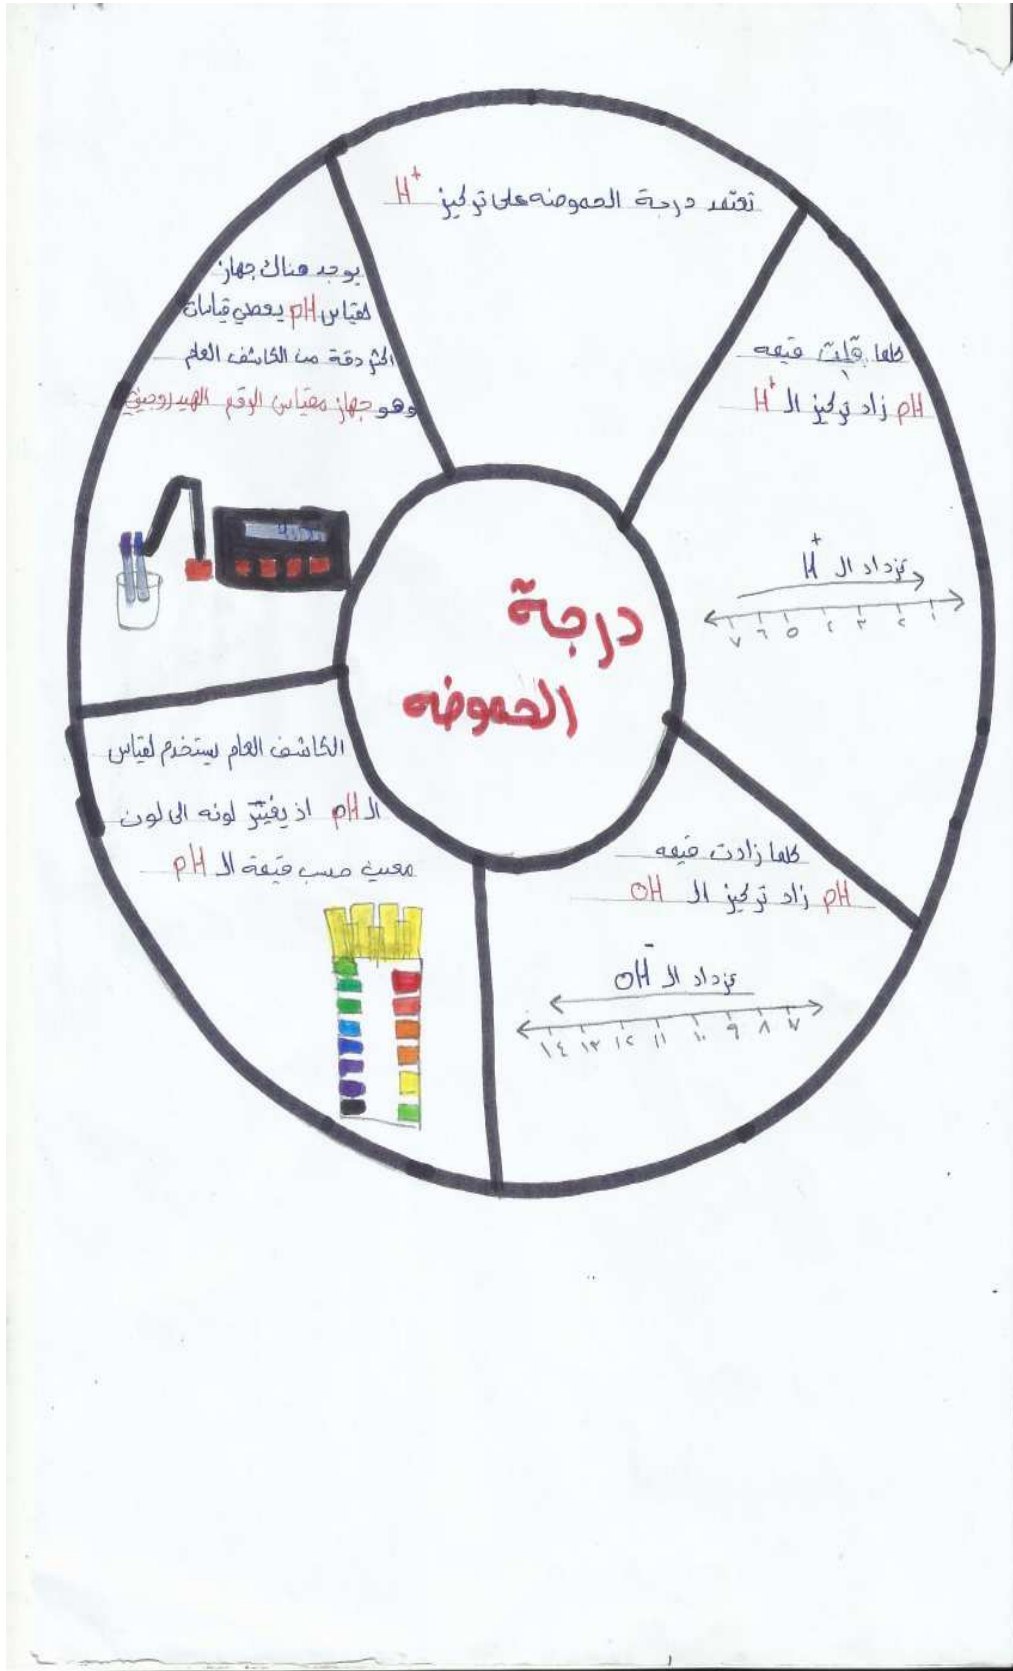 تعتمد درجة الحموضه على تركيز H⁺
كلما قلت قيمه
pH زاد تركيز الـ H⁺
تزداد الـ H⁺
٧ ٦ ٥ ٤ ٣ ٢ ١
كلما زادت قيمه
pH زاد تركيز الـ OH
تزداد الـ OH⁻
١٤ ١٣ ١٢ ١١ ١٠ ٩ ٨ ٧
الكاشف العام يستخدم لقياس
الـ pH اذ يغيّر لونه الى لون
معين حسب قيمة الـ pH
يوجد هناك جهاز
لقياس pH يعطي قياسات
اكثر دقة من الكاشف العام
وهو جهاز مقياس الرقم الهيدروجيني
درجة
الحموضه